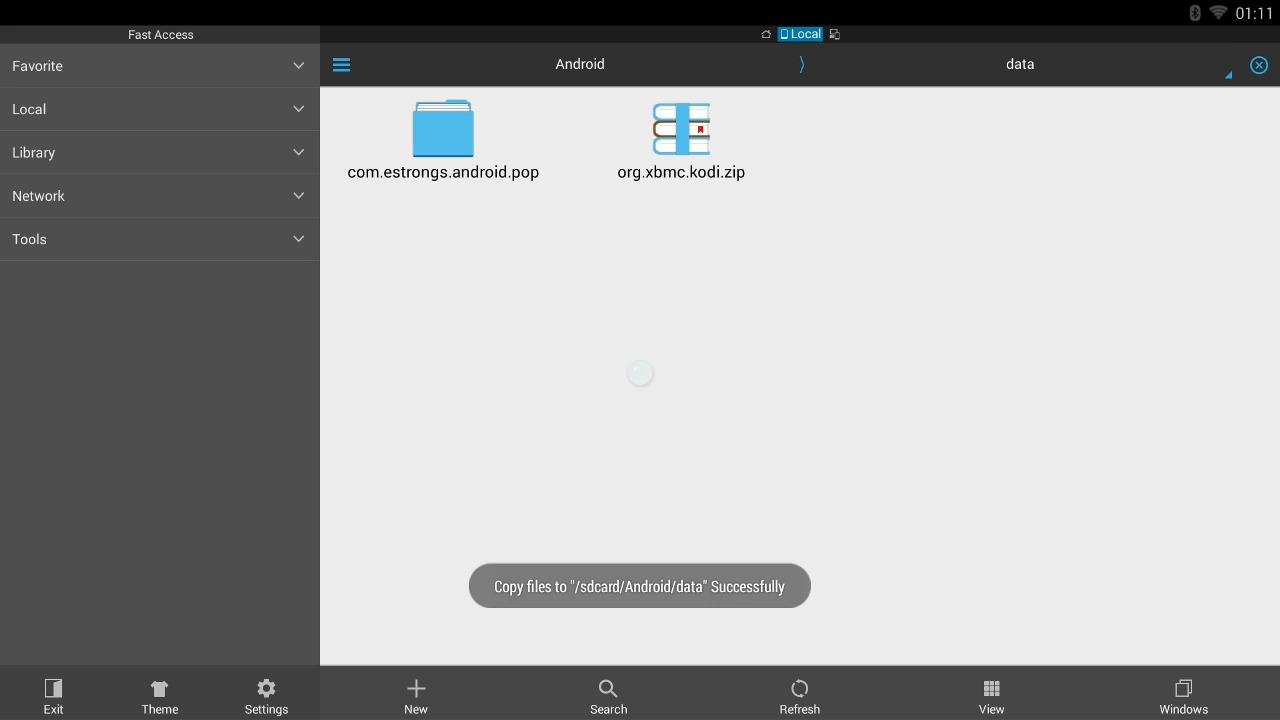 01:11
Fast Access
Local
Favorite
Android
data
Local
Library
Network
Tools
com.estrongs.android.pop
org.xbmc.kodi.zip
Copy files to "/sdcard/Android/data" Successfully
Exit
Theme
Settings
New
Search
Refresh
View
Windows